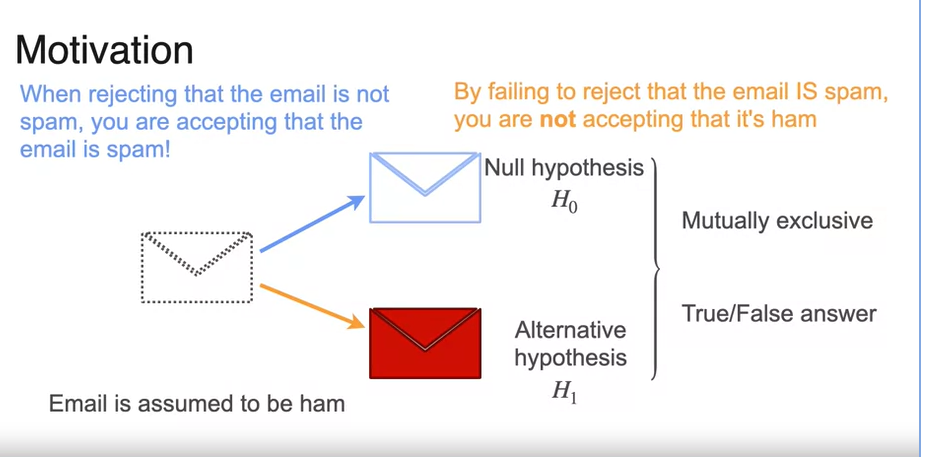 Motivation
When rejecting that the email is not
spam, you are accepting that the
email is spam!
By failing to reject that the email IS spam,
you are not accepting that it's ham
Null hypothesis
H0
Mutually exclusive
True/False answer
Alternative
hypothesis
H1
Email is assumed to be ham